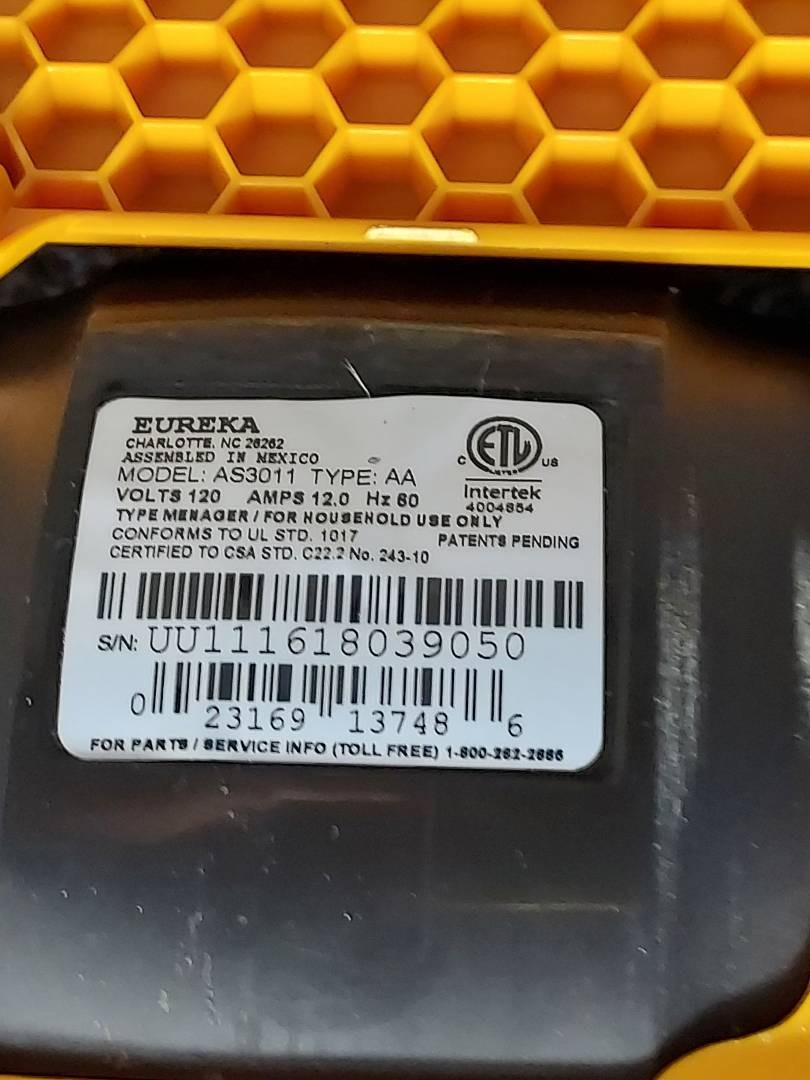 EUREKA
CHARLOTTE, NC 28262
ASSEMBLED IN MEXICO
MODEL: AS3011 TYPE: AA
VOLTS 120 AMPS 12.0 Hz 60
TYPE MENAGER / FOR HOUSEHOLD USE ONLY
CONFORMS TO UL STD. 1017
CERTIFIED TO CSA STD. C22.2 No. 243-10
ETL
C US
LISTED
Intertek
4004654
PATENTS PENDING
S/N: UU111618039050
0 23169 13748 6
FOR PARTS / SERVICE INFO (TOLL FREE) 1-800-282-2886